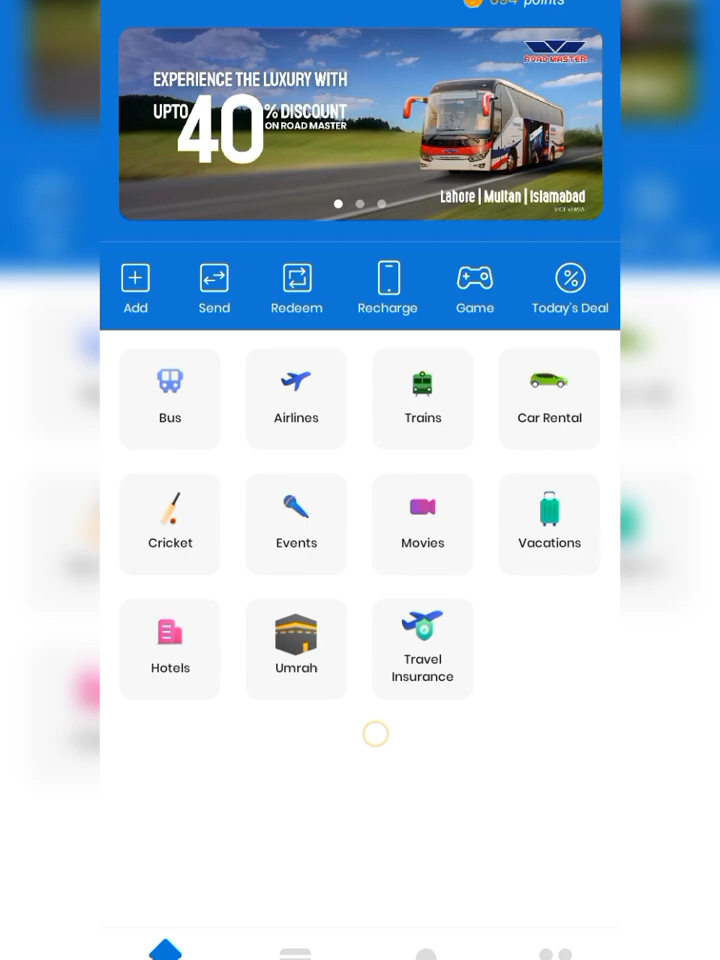 points
ROAD MASTER
EXPERIENCE THE LUXURY WITH
UPTO 40% DISCOUNT
ON ROAD MASTER
Lahore | Multan | Islamabad
Add
Send
Redeem
Recharge
Game
Today's Deal
Bus
Airlines
Trains
Car Rental
Cricket
Events
Movies
Vacations
Hotels
Umrah
Travel
Insurance